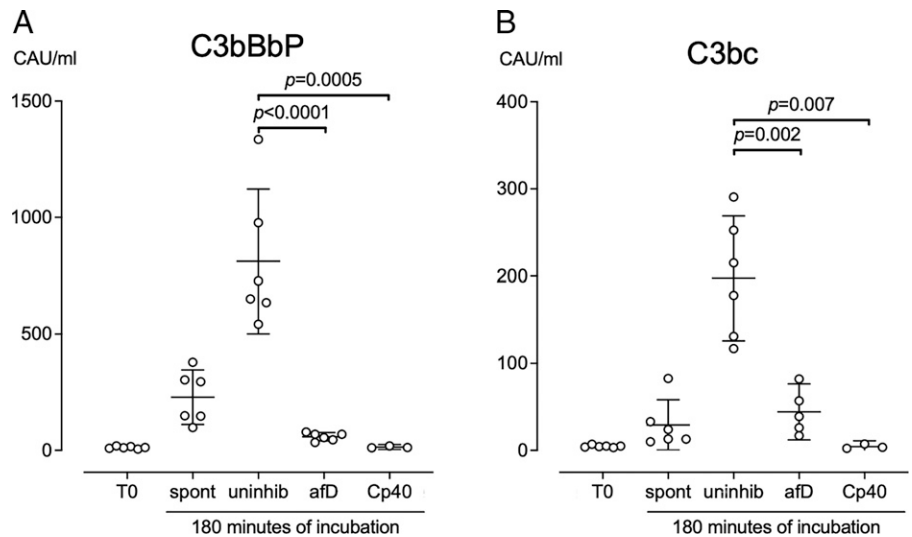 A
C3bBbP
CAU/ml
p=0.0005
p<0.0001
1500
1000
500
0
T0 spont uninhib afD Cp40
180 minutes of incubation
B
C3bc
CAU/ml
p=0.007
p=0.002
400
300
200
100
0
T0 spont uninhib afD Cp40
180 minutes of incubation